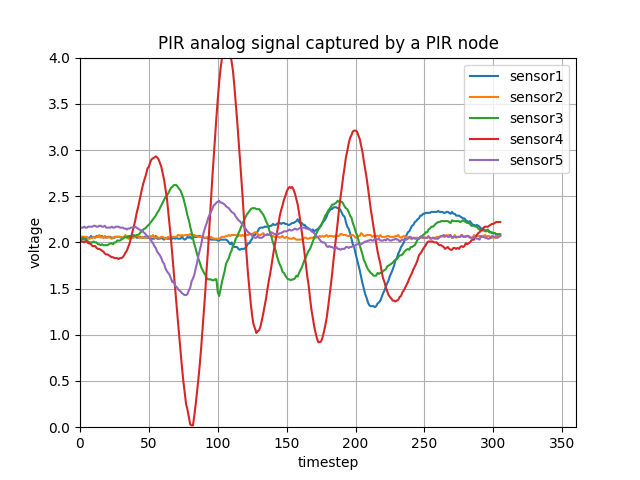 PIR analog signal captured by a PIR node
voltage
4.0
3.5
3.0
2.5
2.0
1.5
1.0
0.5
0.0
sensor1
sensor2
sensor3
sensor4
sensor5
0 50 100 150 200 250 300 350
timestep